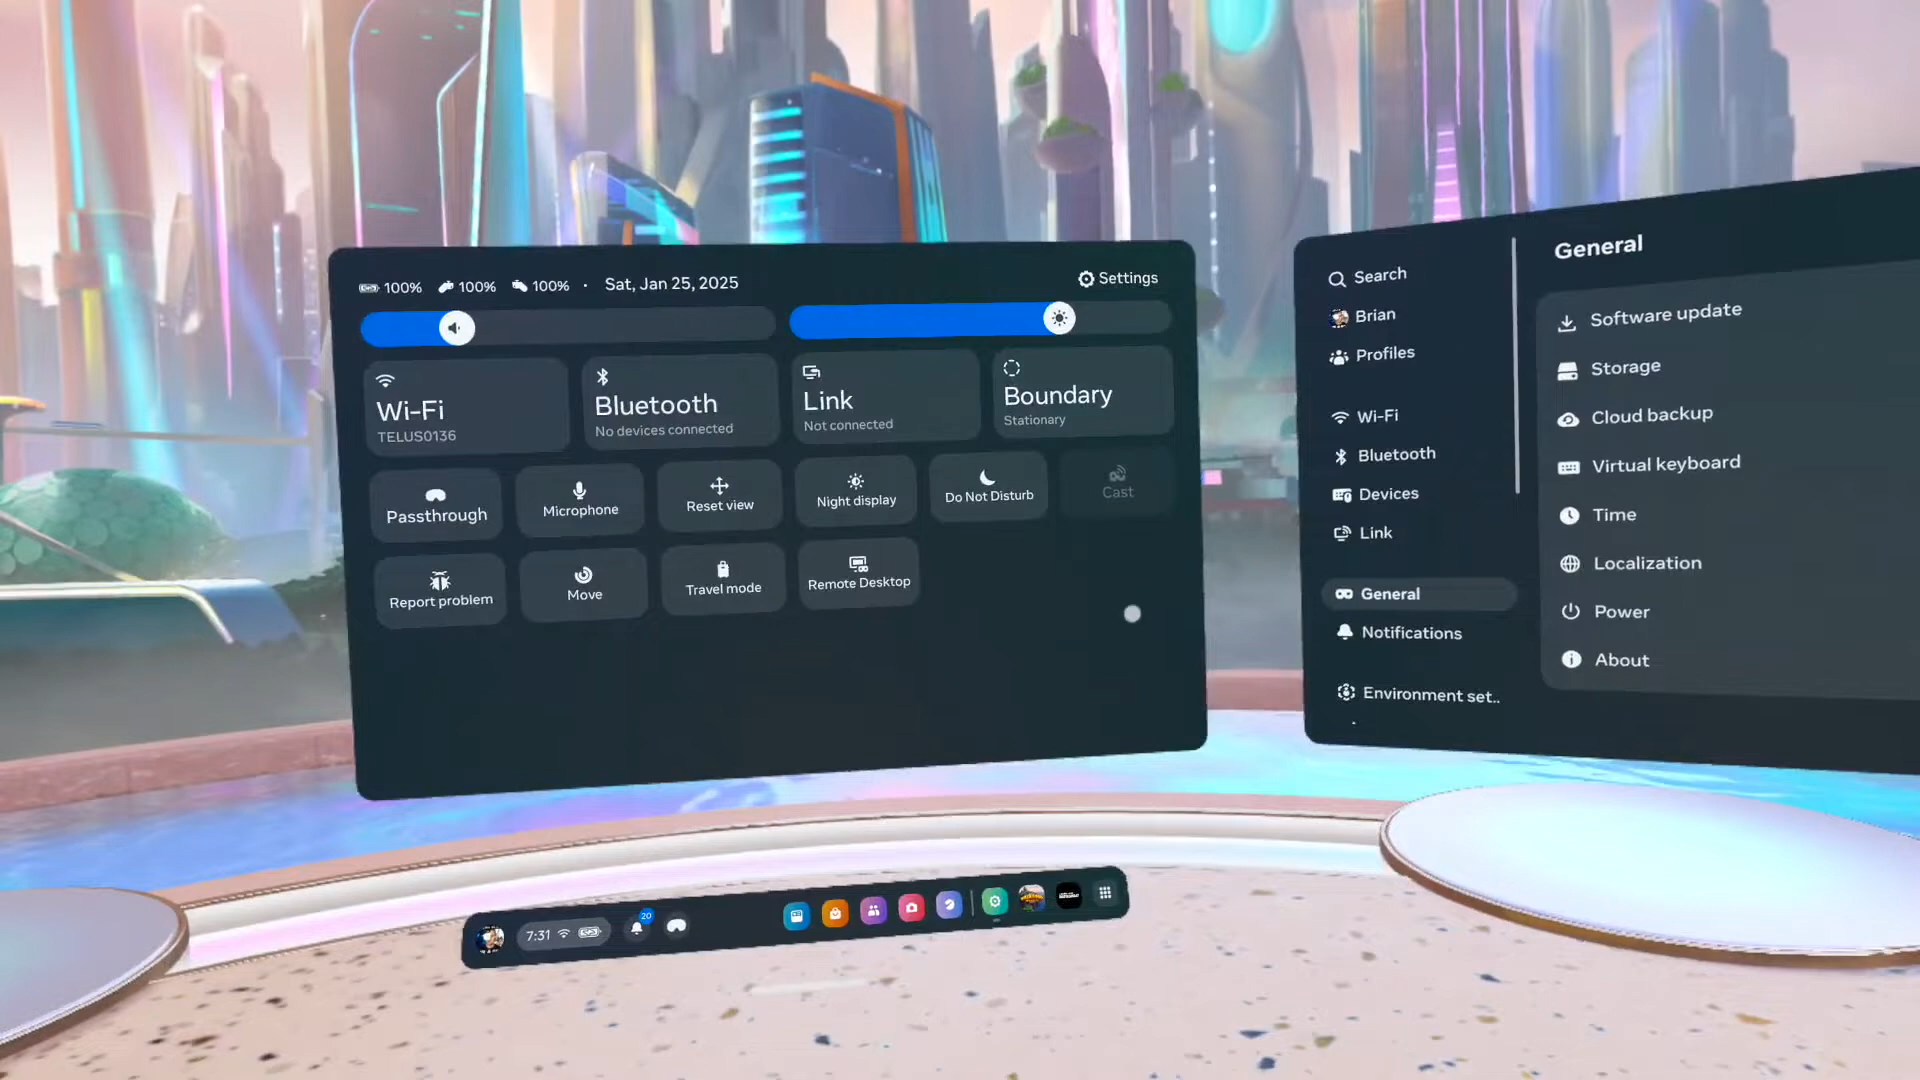 100% 100% 100% · Sat, Jan 25, 2025
Settings
Wi-Fi
TELUS0136
Bluetooth
No devices connected
Link
Not connected
Boundary
Stationary
Passthrough
Microphone
Reset view
Night display
Do Not Disturb
Cast
Report problem
Move
Travel mode
Remote Desktop
Search
Brian
Profiles
Wi-Fi
Bluetooth
Devices
Link
General
Notifications
Environment set..
General
Software update
Storage
Cloud backup
Virtual keyboard
Time
Localization
Power
About
7:31
20